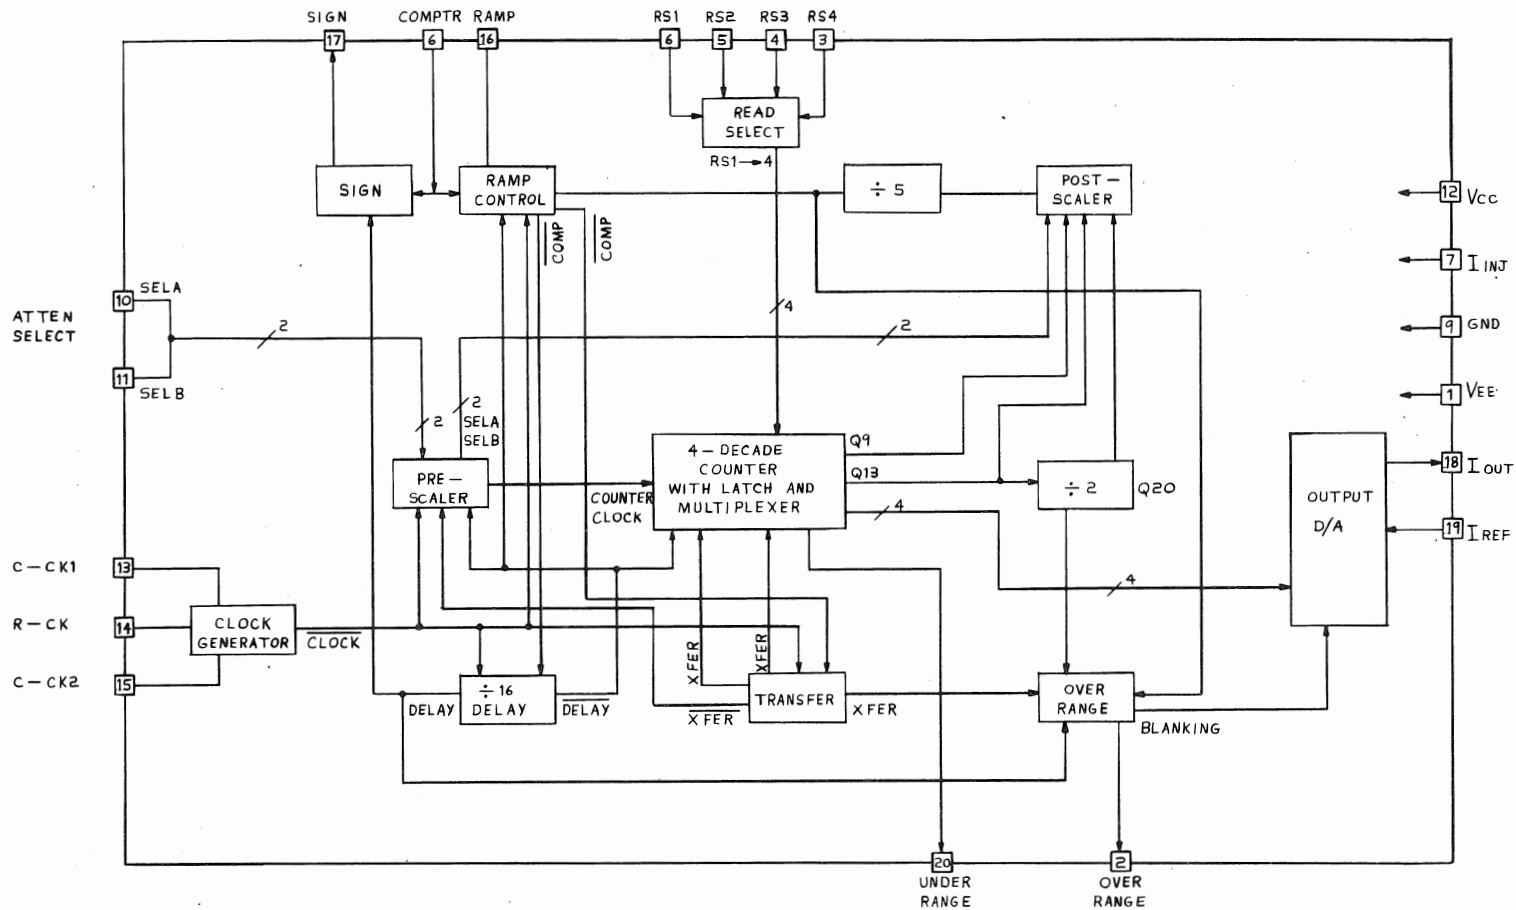 SIGN COMPTR RAMP RS1 RS2 RS3 RS4
17 6 16 6 5 4 3
READ
SELECT
RS1→4
SIGN
RAMP
CONTROL
÷ 5
POST-
SCALER
12 VCC
COMP
COMP
7 I INJ
10 SELA
4
ATTEN
SELECT
2
2
9 GND
11 SELB
1 VEE
2
2
SELA
SELB
4-DECADE
COUNTER
WITH LATCH AND
MULTIPLEXER
Q9
Q13
4
PRE-
SCALER
COUNTER
CLOCK
÷ 2
Q20
OUTPUT
D/A
18 I OUT
19 I REF
C-CK1 13
4
R-CK 14
CLOCK
GENERATOR
CLOCK
C-CK2 15
XFER
XFER
DELAY
÷ 16
DELAY
DELAY
XFER
TRANSFER
XFER
OVER
RANGE
BLANKING
20 2
UNDER
RANGE
OVER
RANGE